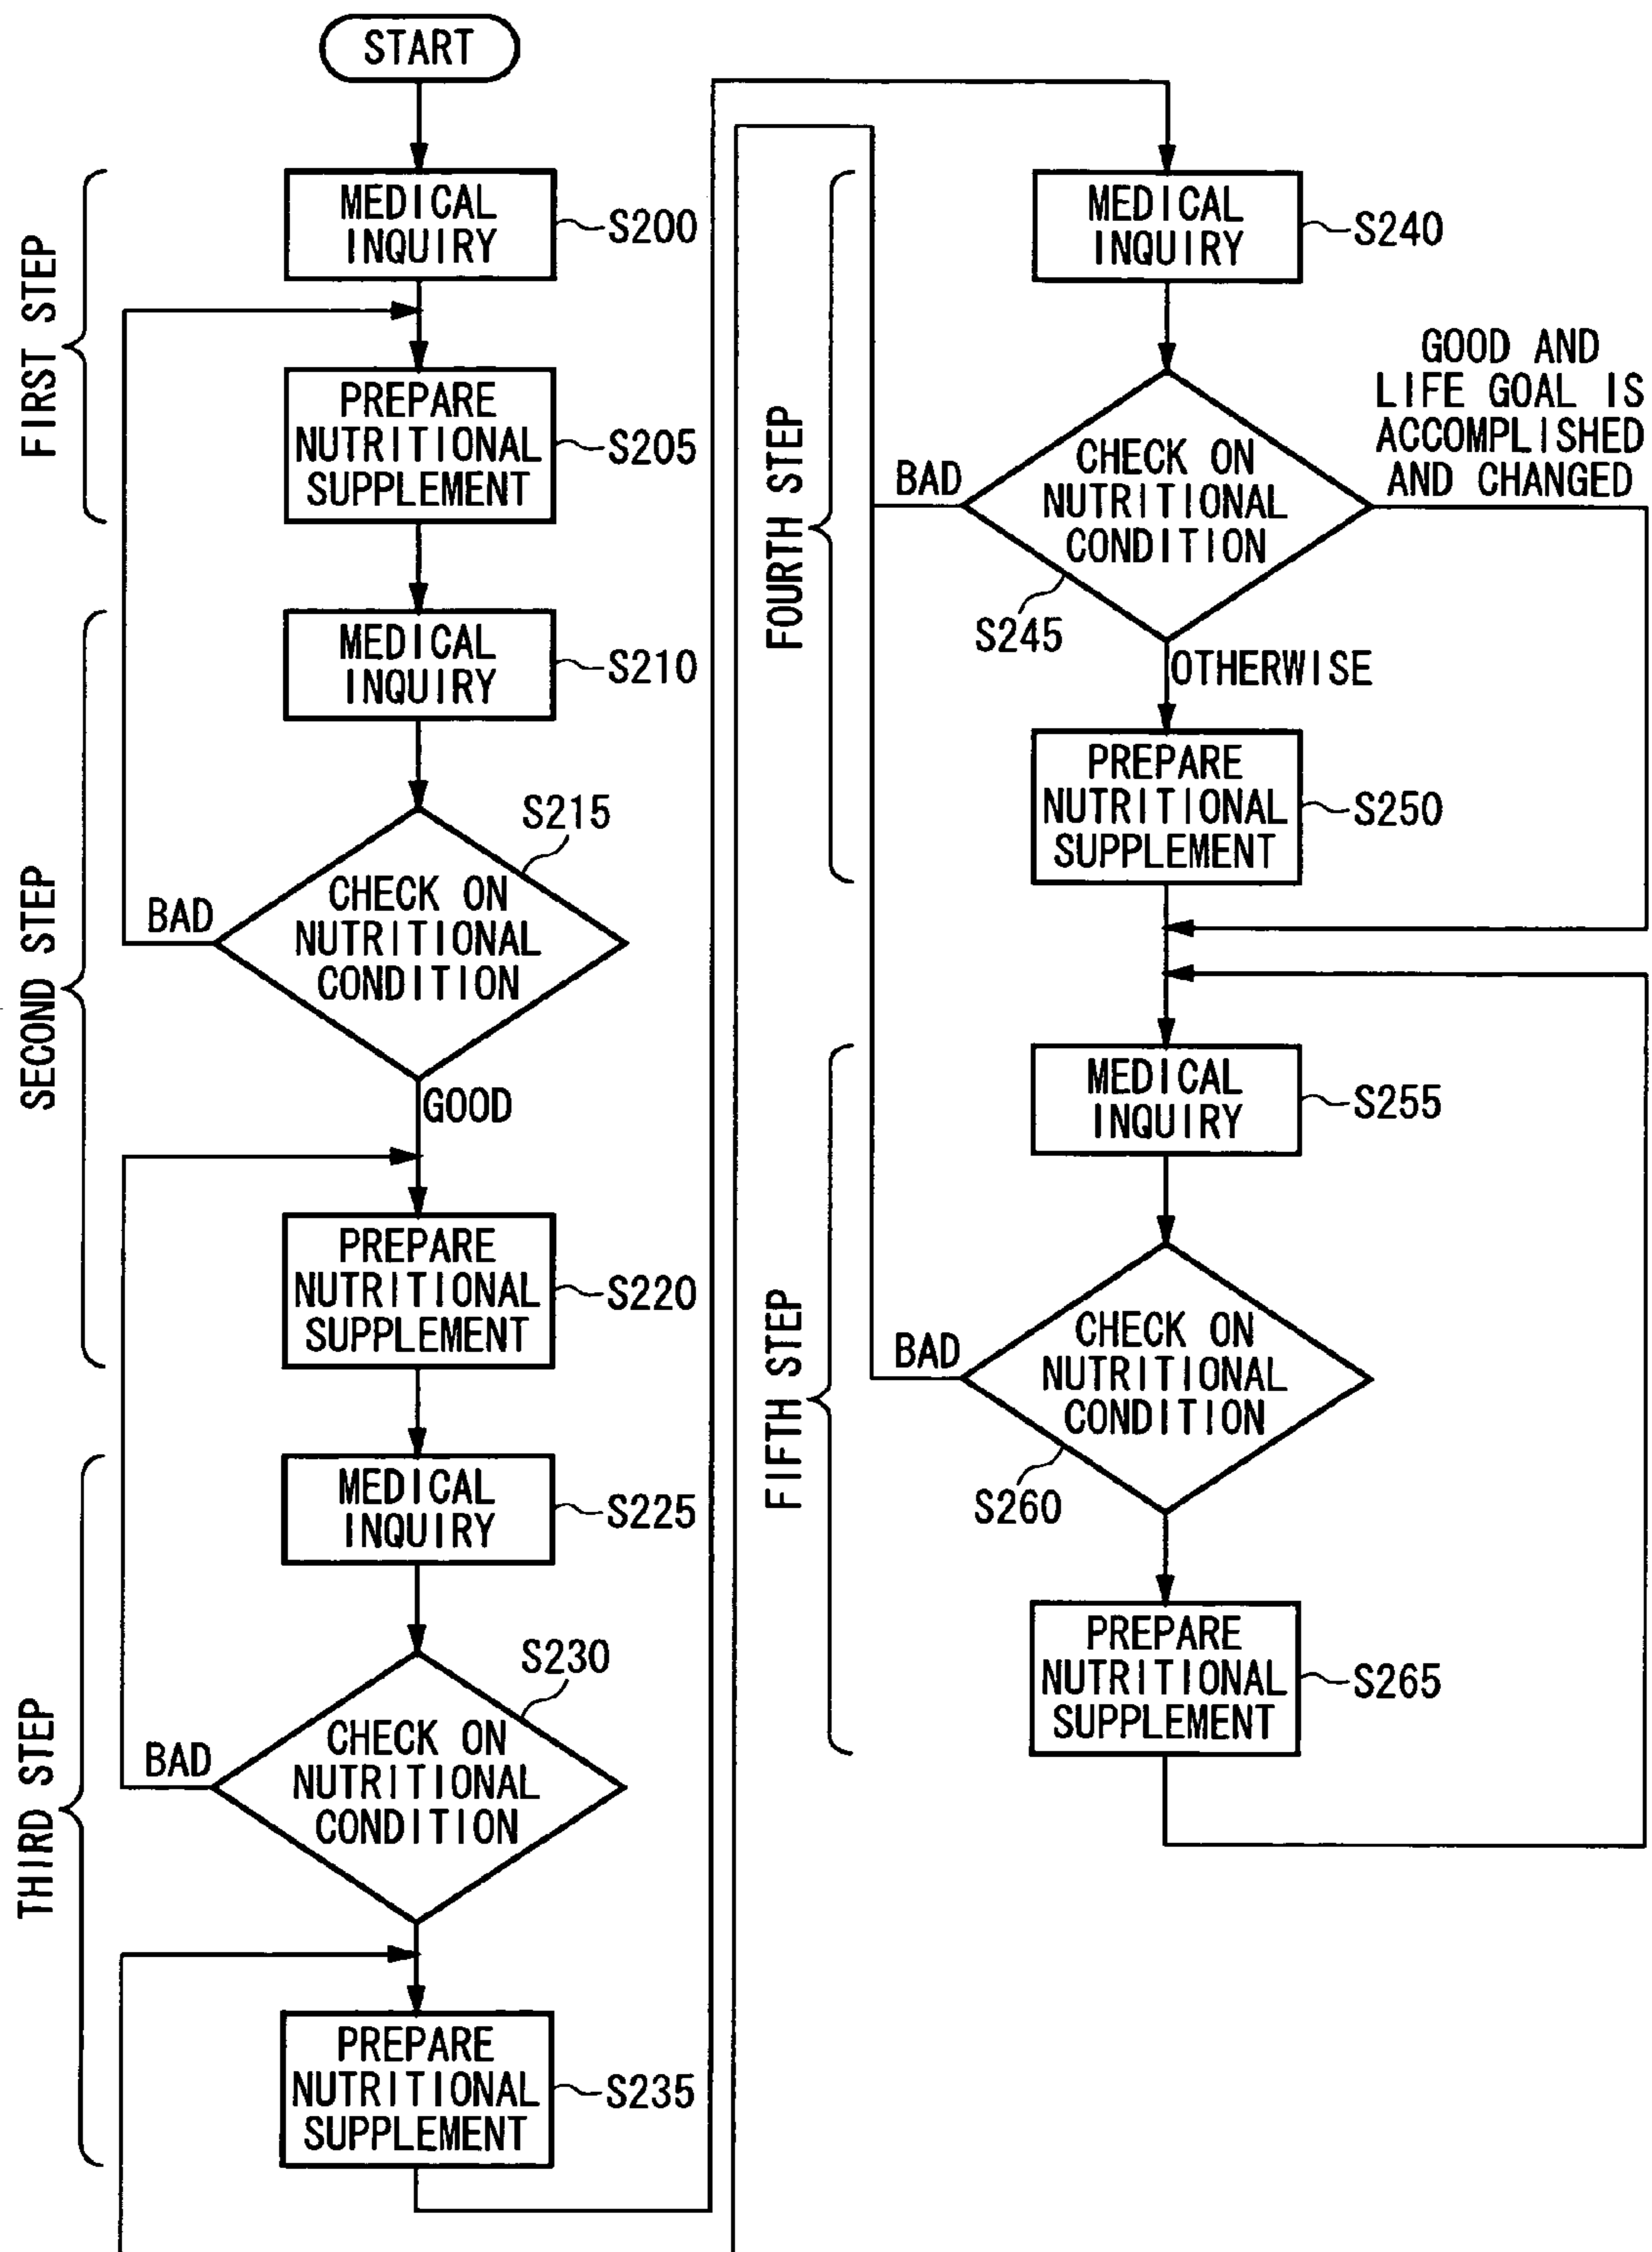 START
FIRST STEP
MEDICAL
INQUIRY
S200
PREPARE
NUTRITIONAL
SUPPLEMENT
S205
SECOND STEP
MEDICAL
INQUIRY
S210
S215
CHECK ON
NUTRITIONAL
CONDITION
BAD
GOOD
PREPARE
NUTRITIONAL
SUPPLEMENT
S220
THIRD STEP
MEDICAL
INQUIRY
S225
S230
CHECK ON
NUTRITIONAL
CONDITION
BAD
PREPARE
NUTRITIONAL
SUPPLEMENT
S235
FOURTH STEP
MEDICAL
INQUIRY
S240
GOOD AND
LIFE GOAL IS
ACCOMPLISHED
AND CHANGED
BAD
CHECK ON
NUTRITIONAL
CONDITION
S245
OTHERWISE
PREPARE
NUTRITIONAL
SUPPLEMENT
S250
FIFTH STEP
MEDICAL
INQUIRY
S255
BAD
CHECK ON
NUTRITIONAL
CONDITION
S260
PREPARE
NUTRITIONAL
SUPPLEMENT
S265